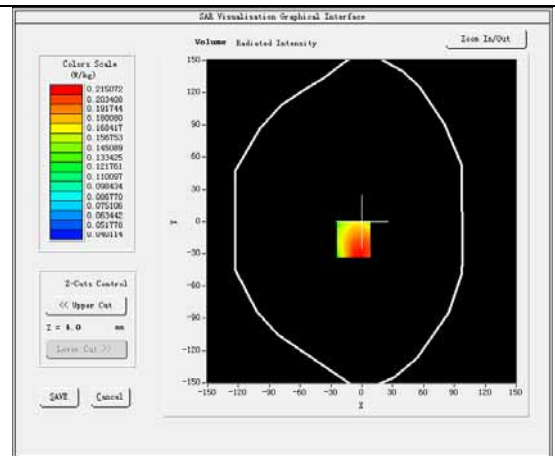 SAR Visualisation Graphical Interface
Volume Radiated Intensity
Zoom In/Out
Colors Scale
(W/kg)
0.215072
0.203408
0.191744
0.180080
0.168417
0.156753
0.145089
0.133425
0.121761
0.110097
0.098434
0.086770
0.075106
0.063442
0.051778
0.040114
Z-Cuts Control
<< Upper Cut
Z = 4.0 mm
Lower Cut >>
SAVE
Cancel
150
120
90
60
30
0
-30
-60
-90
-120
-150
Y
-150 -120 -90 -60 -30 0 30 60 90 120 150
X